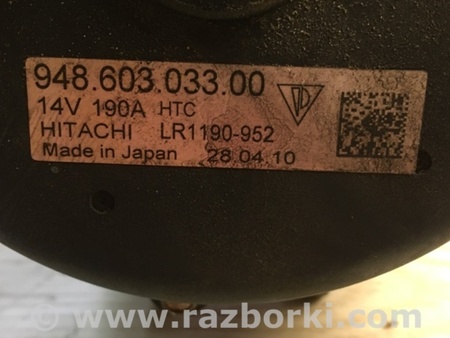 948.603.033.00
14V 190A HTC
HITACHI LR1190-952
Made in Japan 28.04.10
© www.razborki.com